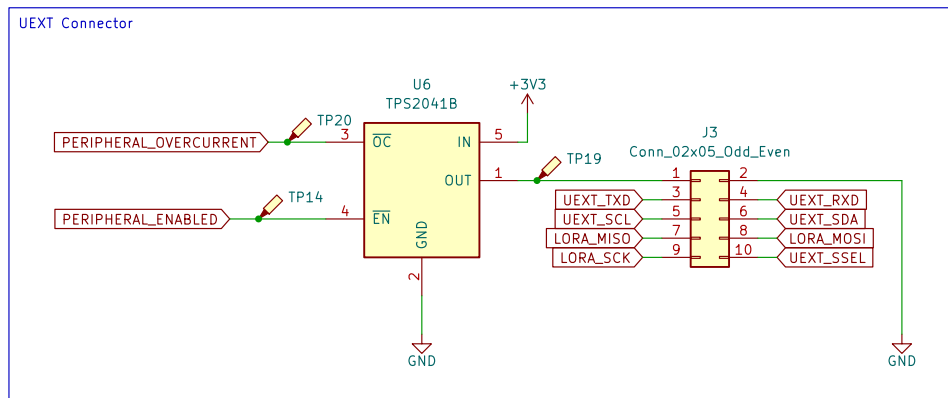 UEXT Connector
U6
TPS2041B
+3V3
TP20
PERIPHERAL_OVERCURRENT
3
OC
IN
5
J3
Conn_02x05_Odd_Even
TP19
OUT
1
1
2
TP14
UEXT_TXD
3
4
UEXT_RXD
PERIPHERAL_ENABLED
4
EN
UEXT_SCL
5
6
UEXT_SDA
GND
LORA_MISO
7
8
LORA_MOSI
LORA_SCK
9
10
UEXT_SSEL
2
GND
GND